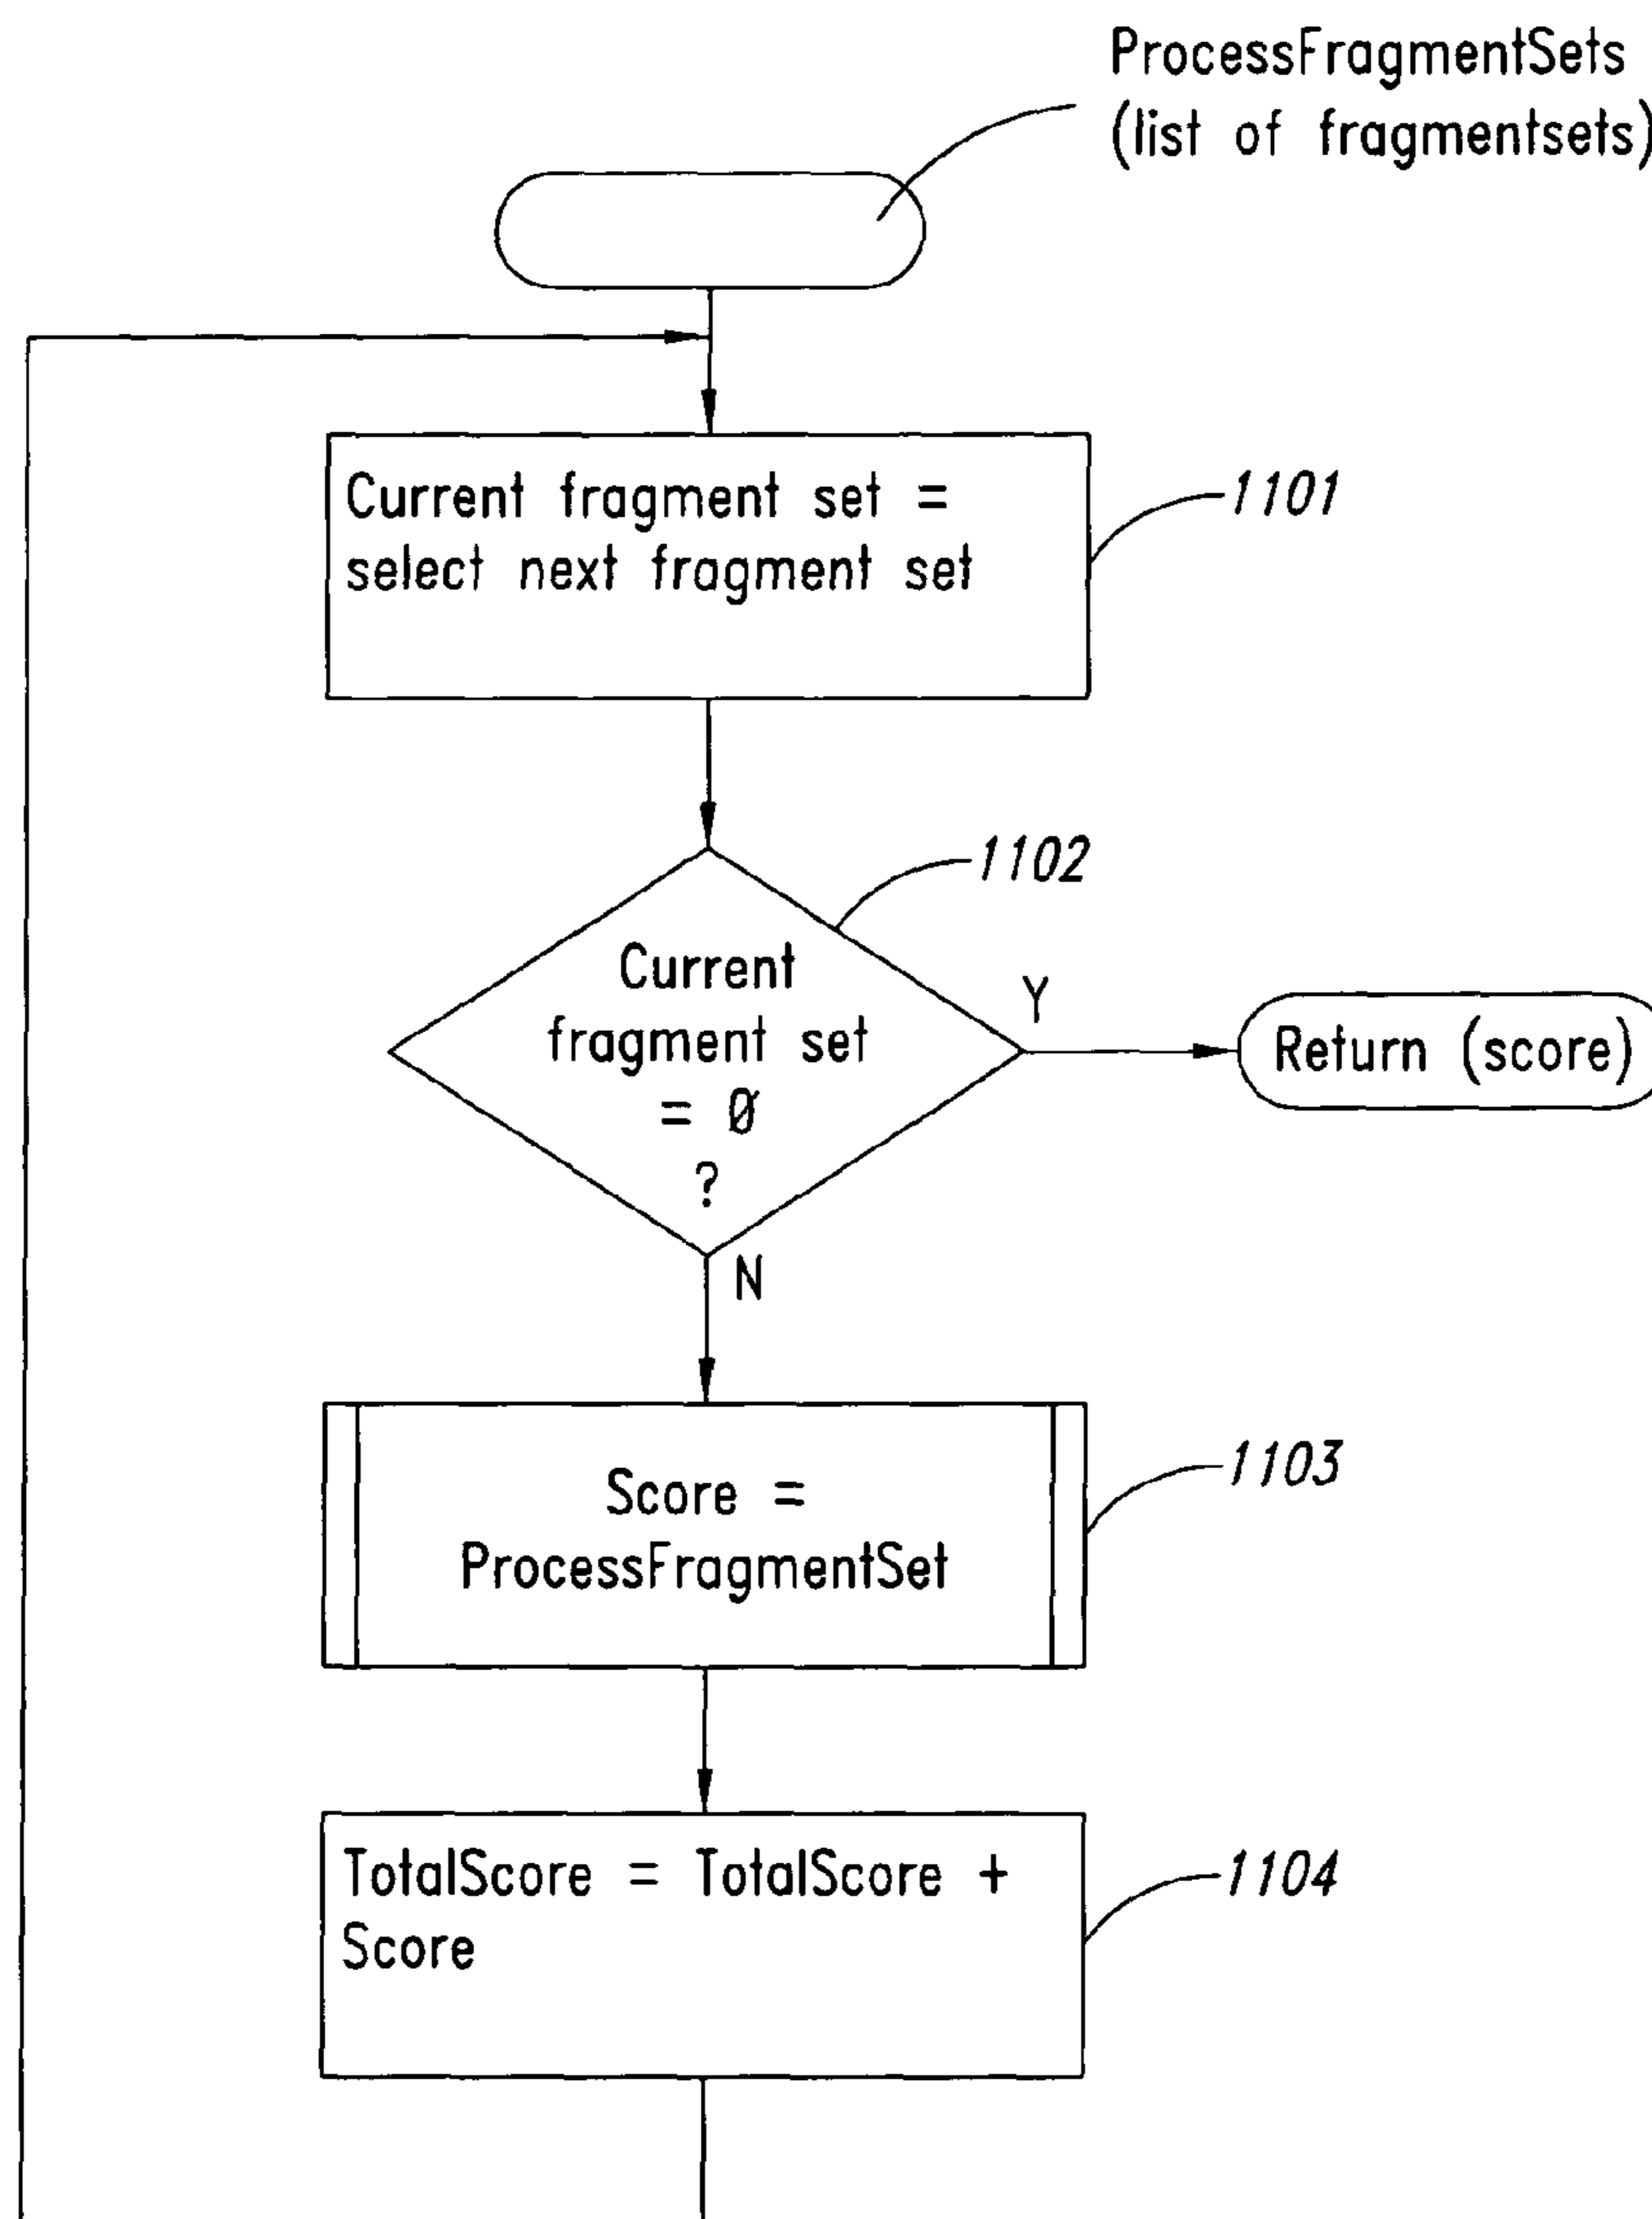 ProcessFragmentSets
(list of fragmentsets)
Current fragment set =
select next fragment set
1101
1102
Current
fragment set
= Ø
?
Y
Return (score)
N
Score =
ProcessFragmentSet
1103
TotalScore = TotalScore +
Score
1104